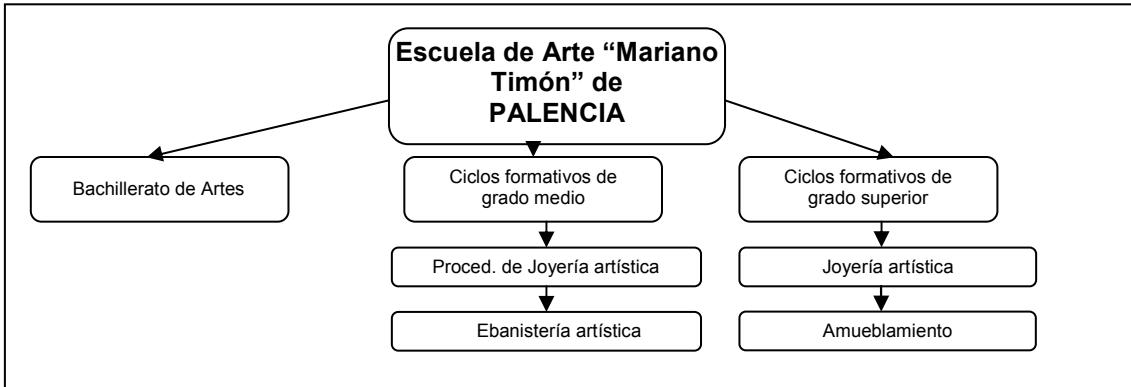 Escuela de Arte “Mariano
Timón” de
PALENCIA
Bachillerato de Artes
Ciclos formativos de
grado medio
Ciclos formativos de
grado superior
Proced. de Joyería artística
Joyería artística
Ebanistería artística
Amueblamiento